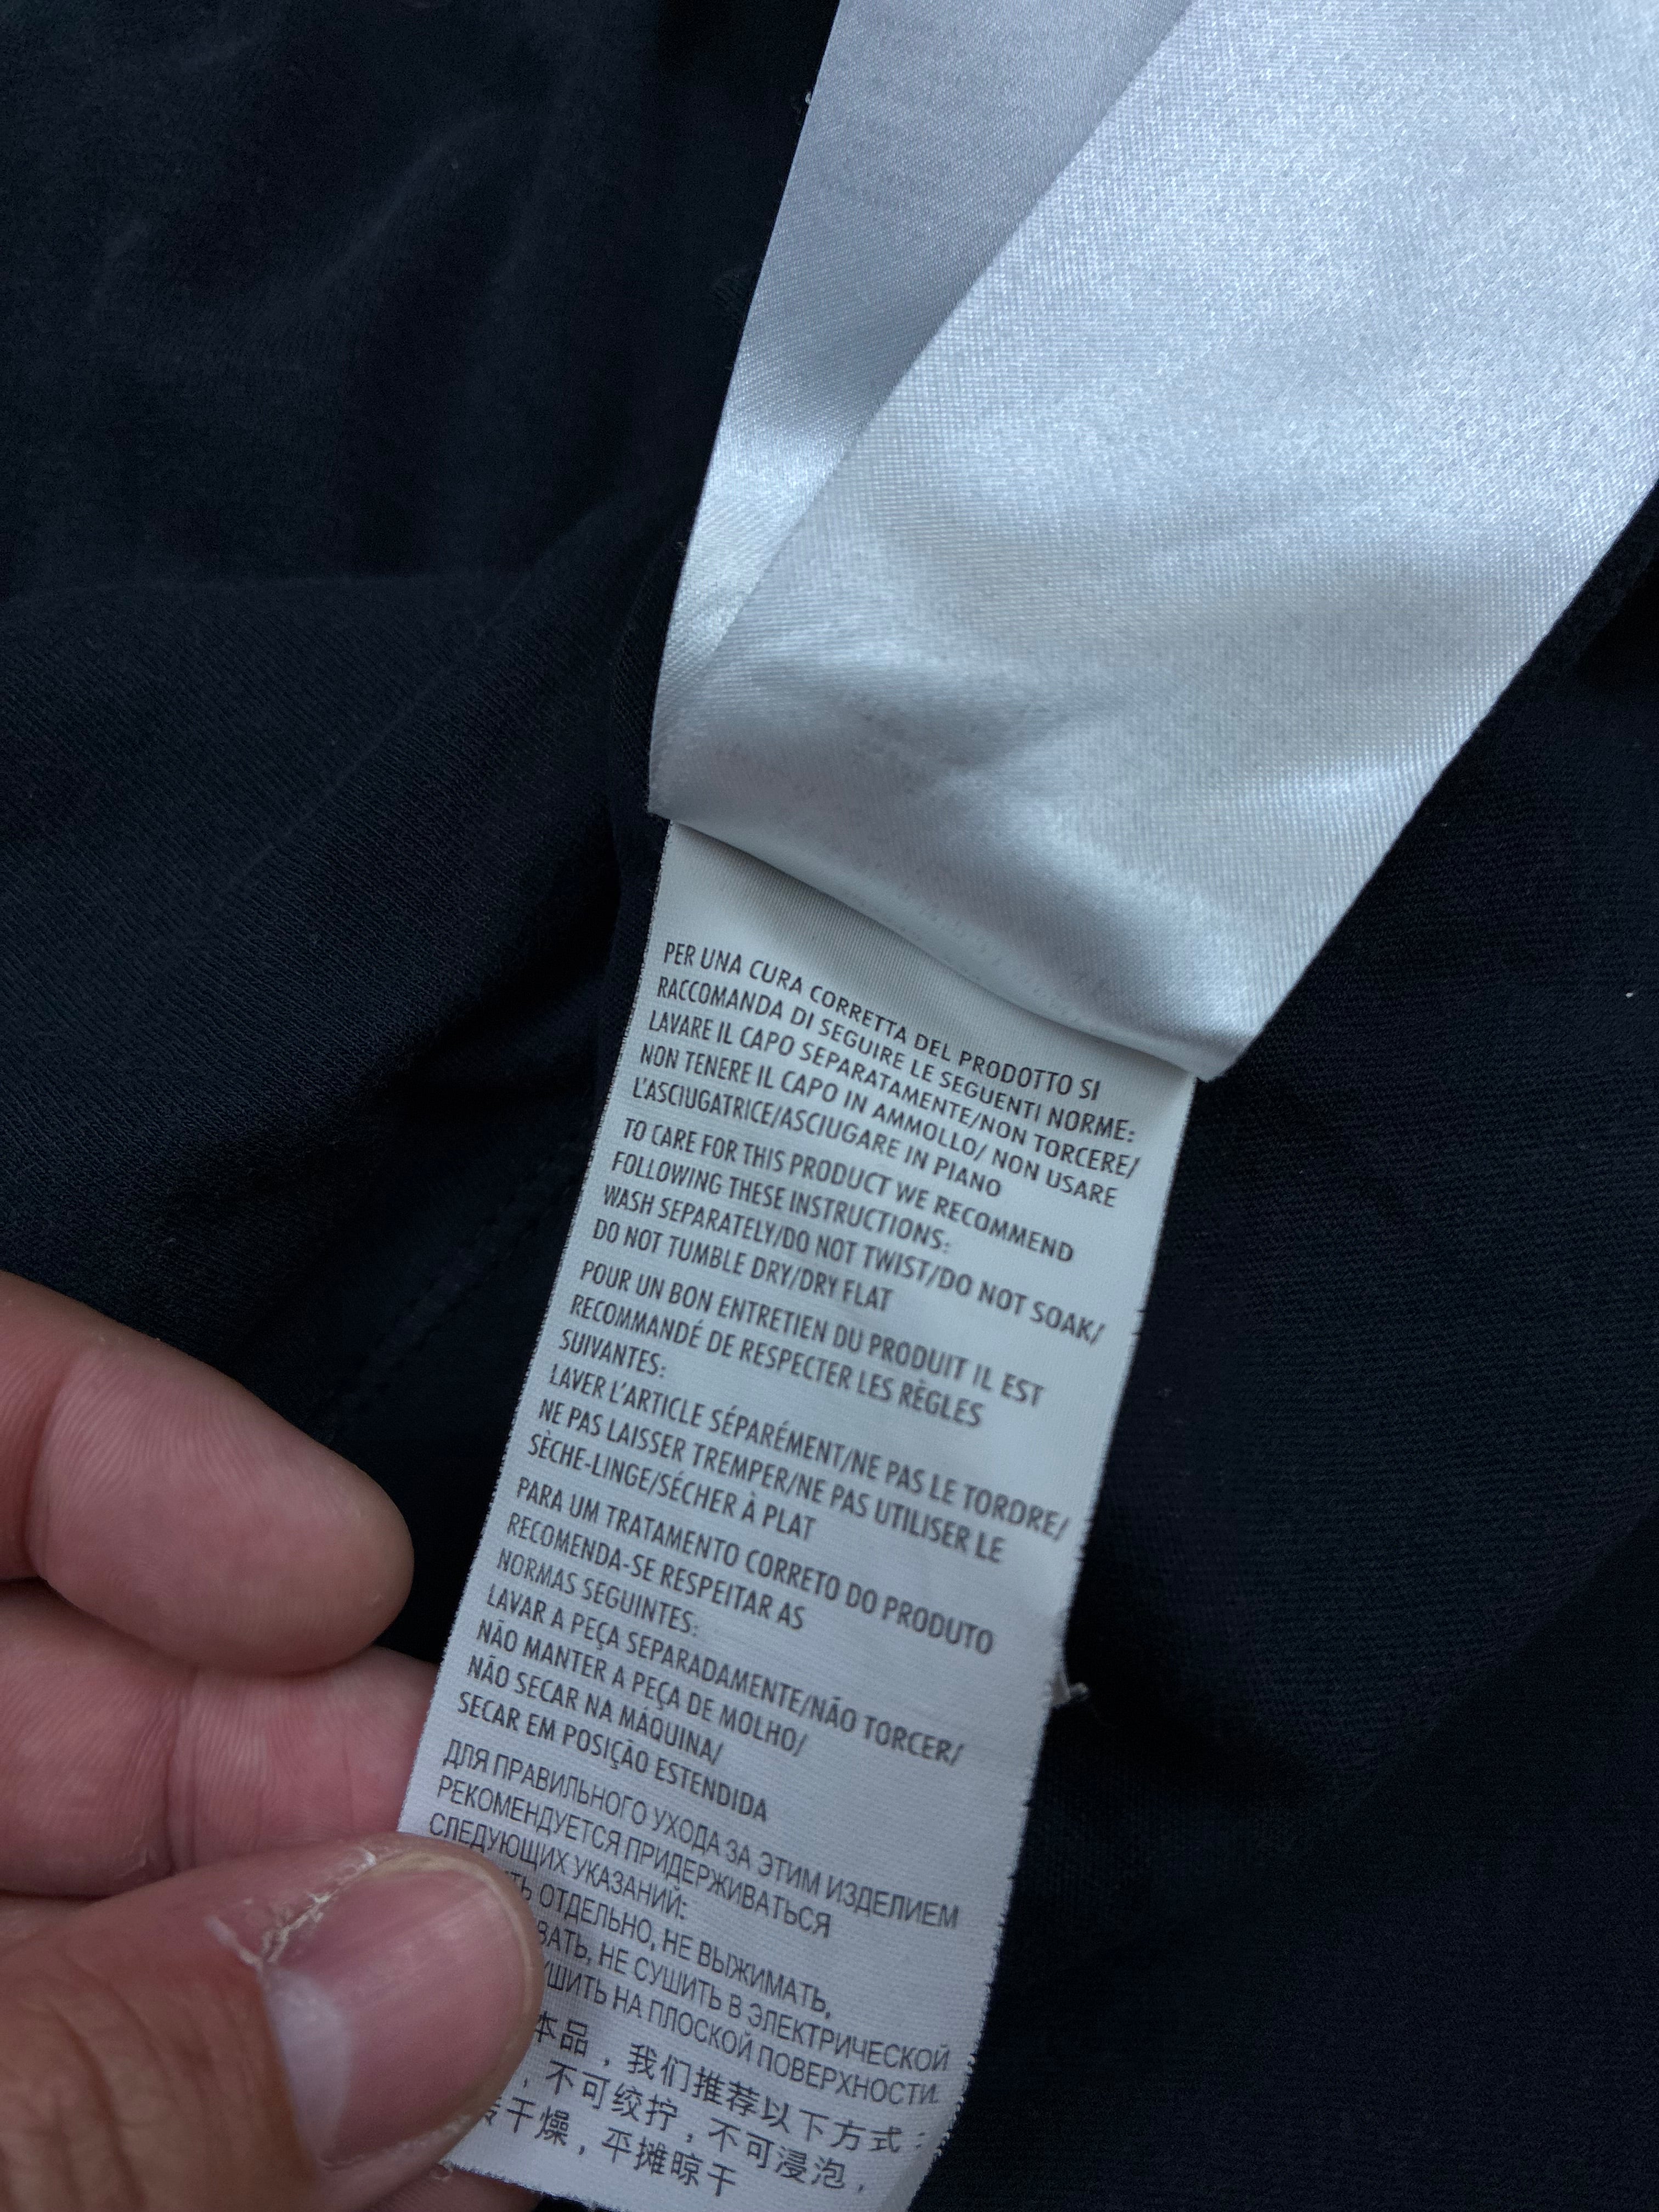 PER UNA CURA CORRETTA DEL PRODOTTO SI
RACCOMANDA DI SEGUIRE LE SEGUENTI NORME:
LAVARE IL CAPO SEPARATAMENTE/NON TORCERE/
NON TENERE IL CAPO IN AMMOLLO/ NON USARE
L'ASCIUGATRICE/ASCIUGARE IN PIANO
TO CARE FOR THIS PRODUCT WE RECOMMEND
FOLLOWING THESE INSTRUCTIONS:
WASH SEPARATELY/DO NOT TWIST/DO NOT SOAK/
DO NOT TUMBLE DRY/DRY FLAT
POUR UN BON ENTRETIEN DU PRODUIT IL EST
RECOMMANDÉ DE RESPECTER LES RÈGLES
SUIVANTES:
LAVER L'ARTICLE SÉPARÉMENT/NE PAS LE TORDRE/
NE PAS LAISSER TREMPER/NE PAS UTILISER LE
SÈCHE-LINGE/SÉCHER À PLAT
PARA UM TRATAMENTO CORRETO DO PRODUTO
RECOMENDA-SE RESPEITAR AS
NORMAS SEGUINTES:
LAVAR A PEÇA SEPARADAMENTE/NÃO TORCER/
NÃO MANTER A PEÇA DE MOLHO/
NÃO SECAR NA MÁQUINA/
SECAR EM POSIÇÃO ESTENDIDA
ДЛЯ ПРАВИЛЬНОГО УХОДА ЗА ЭТИМ ИЗДЕЛИЕМ
РЕКОМЕНДУЕТСЯ ПРИДЕРЖИВАТЬСЯ
СЛЕДУЮЩИХ УКАЗАНИЙ:
ОТДЕЛЬНО, НЕ ВЫЖИМАТЬ,
НЕ СУШИТЬ В ЭЛЕКТРИЧЕСКОЙ
НА ПЛОСКОЙ ПОВЕРХНОСТИ.
本品，我们推荐以下方式：
，不可绞拧，不可浸泡，
干燥，平摊晾干